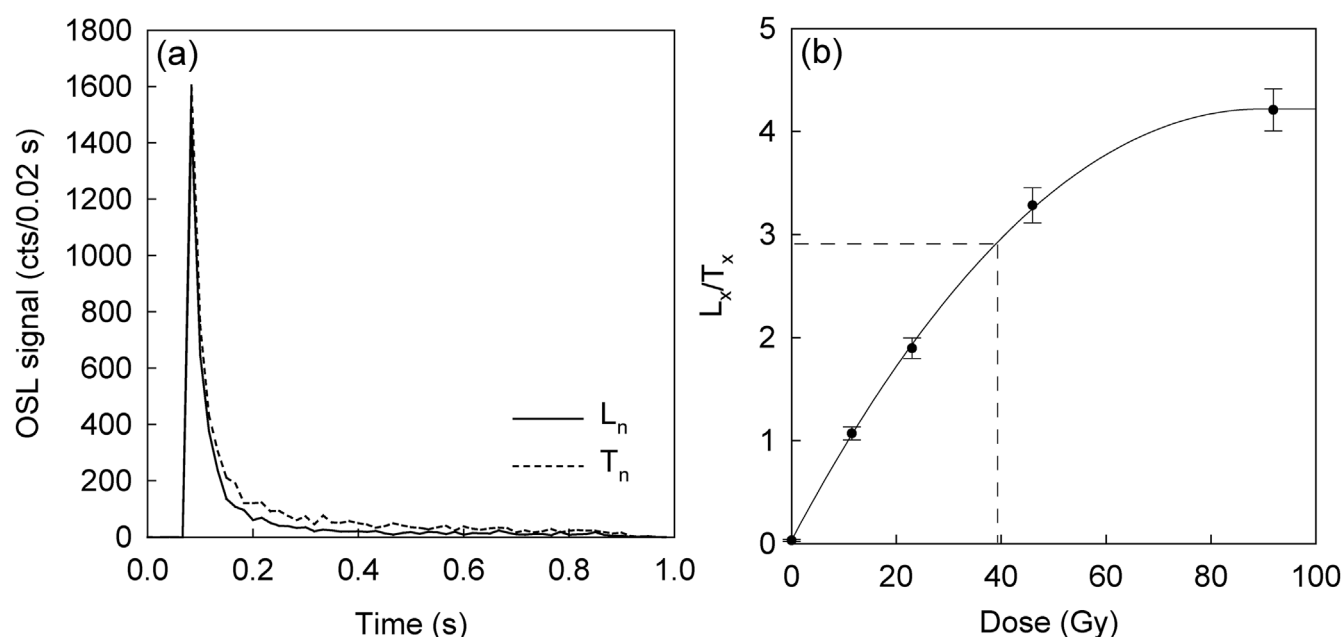 (a)
OSL signal (cts/0.02 s)
1800
1600
1400
1200
1000
800
600
400
200
0
0.0 0.2 0.4 0.6 0.8 1.0
Time (s)
Lₙ
Tₙ
(b)
Lₓ/Tₓ
5
4
3
2
1
0
0 20 40 60 80 100
Dose (Gy)